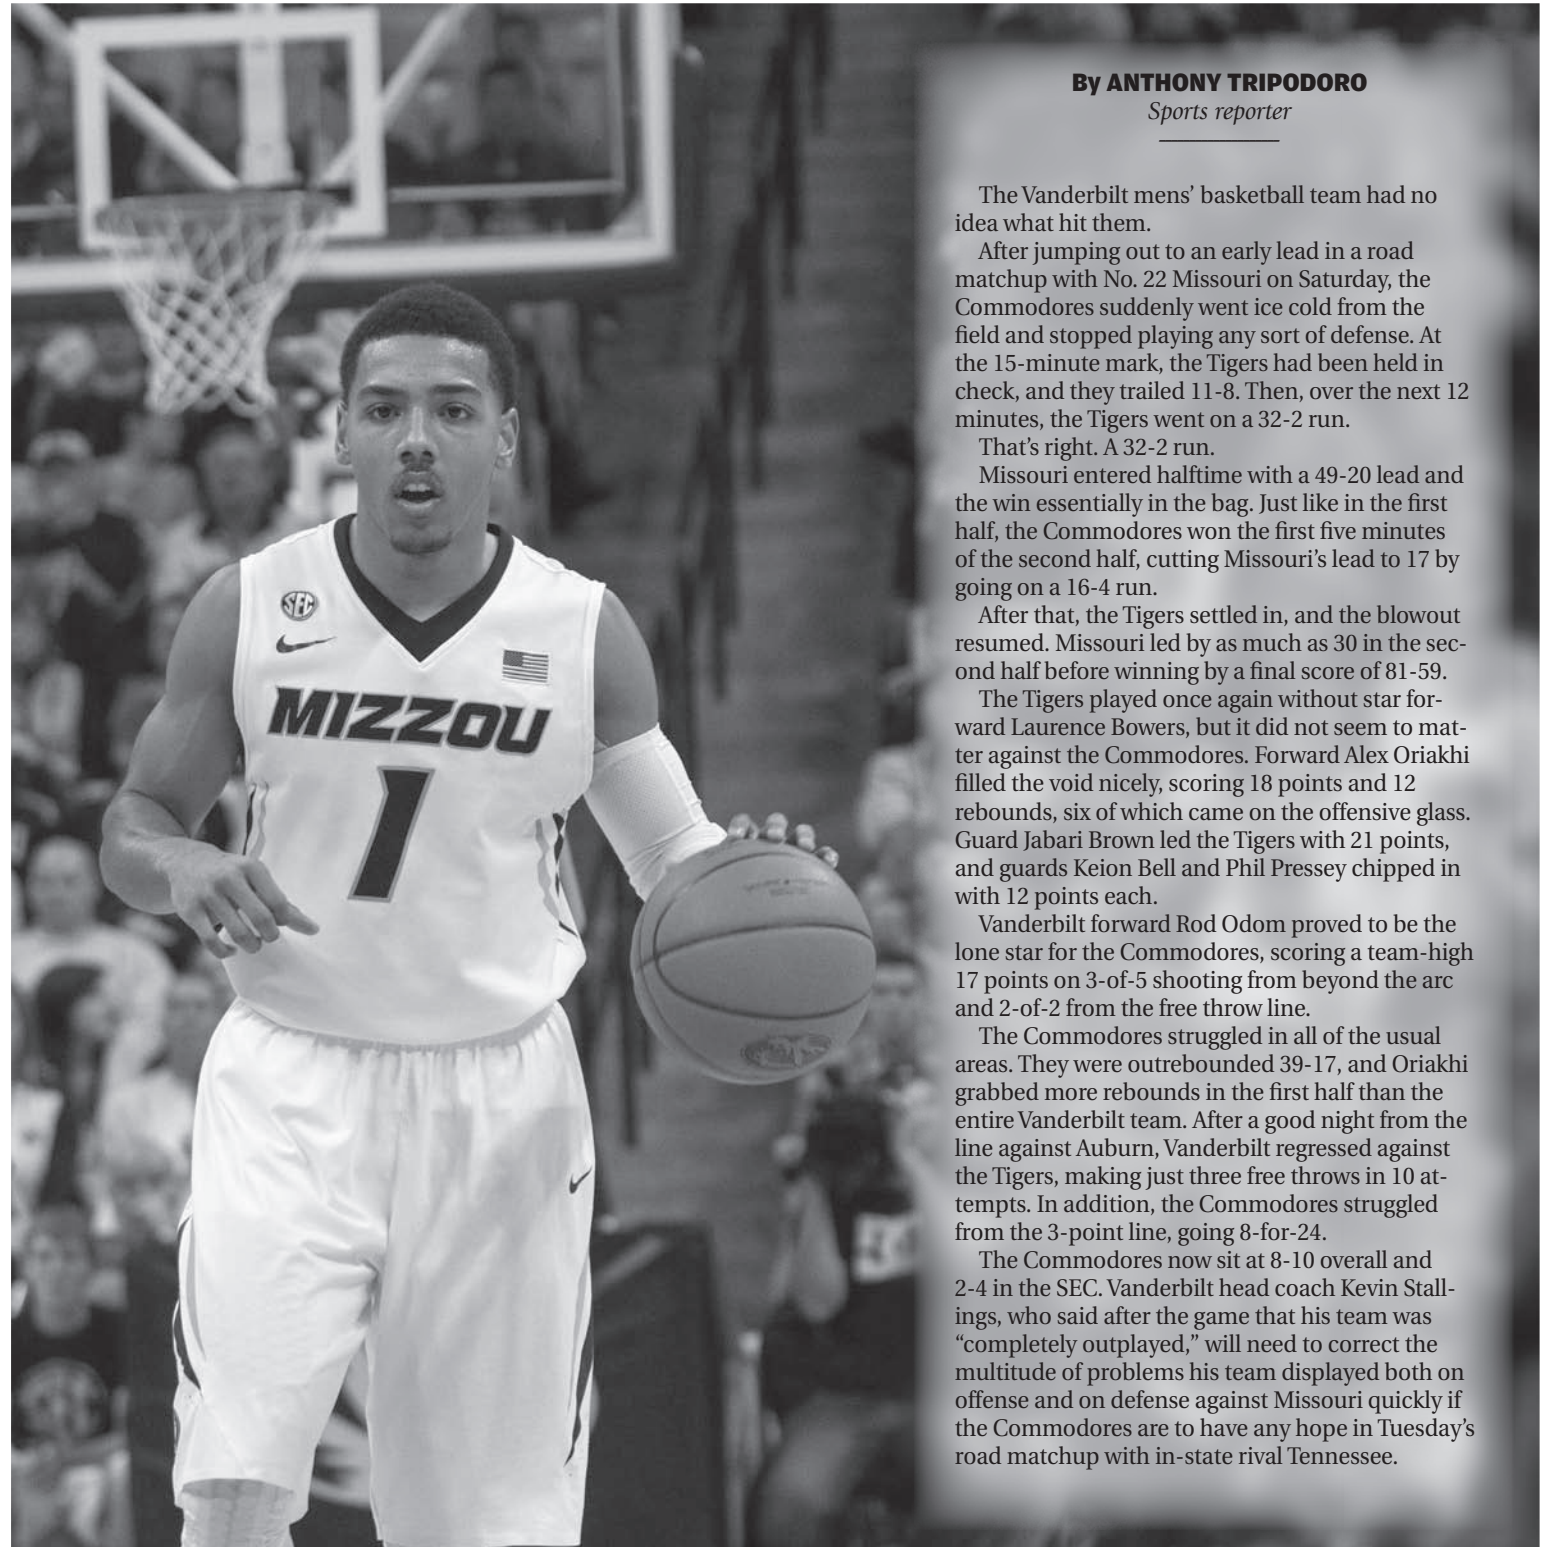 By ANTHONY TRIPODORO
Sports reporter
The Vanderbilt mens’ basketball team had no
idea what hit them.
After jumping out to an early lead in a road
matchup with No. 22 Missouri on Saturday, the
Commodores suddenly went ice cold from the
field and stopped playing any sort of defense. At
the 15-minute mark, the Tigers had been held in
check, and they trailed 11-8. Then, over the next 12
minutes, the Tigers went on a 32-2 run.
That’s right. A 32-2 run.
Missouri entered halftime with a 49-20 lead and
the win essentially in the bag. Just like in the first
half, the Commodores won the first five minutes
of the second half, cutting Missouri’s lead to 17 by
going on a 16-4 run.
After that, the Tigers settled in, and the blowout
resumed. Missouri led by as much as 30 in the sec-
ond half before winning by a final score of 81-59.
The Tigers played once again without star for-
ward Laurence Bowers, but it did not seem to mat-
ter against the Commodores. Forward Alex Oriakhi
filled the void nicely, scoring 18 points and 12
rebounds, six of which came on the offensive glass.
Guard Jabari Brown led the Tigers with 21 points,
and guards Keion Bell and Phil Pressey chipped in
with 12 points each.
Vanderbilt forward Rod Odom proved to be the
lone star for the Commodores, scoring a team-high
17 points on 3-of-5 shooting from beyond the arc
and 2-of-2 from the free throw line.
The Commodores struggled in all of the usual
areas. They were outrebounded 39-17, and Oriakhi
grabbed more rebounds in the first half than the
entire Vanderbilt team. After a good night from the
line against Auburn, Vanderbilt regressed against
the Tigers, making just three free throws in 10 at-
tempts. In addition, the Commodores struggled
from the 3-point line, going 8-for-24.
The Commodores now sit at 8-10 overall and
2-4 in the SEC. Vanderbilt head coach Kevin Stall-
ings, who said after the game that his team was
“completely outplayed,” will need to correct the
multitude of problems his team displayed both on
offense and on defense against Missouri quickly if
the Commodores are to have any hope in Tuesday’s
road matchup with in-state rival Tennessee.
SEC
MIZZOU
1